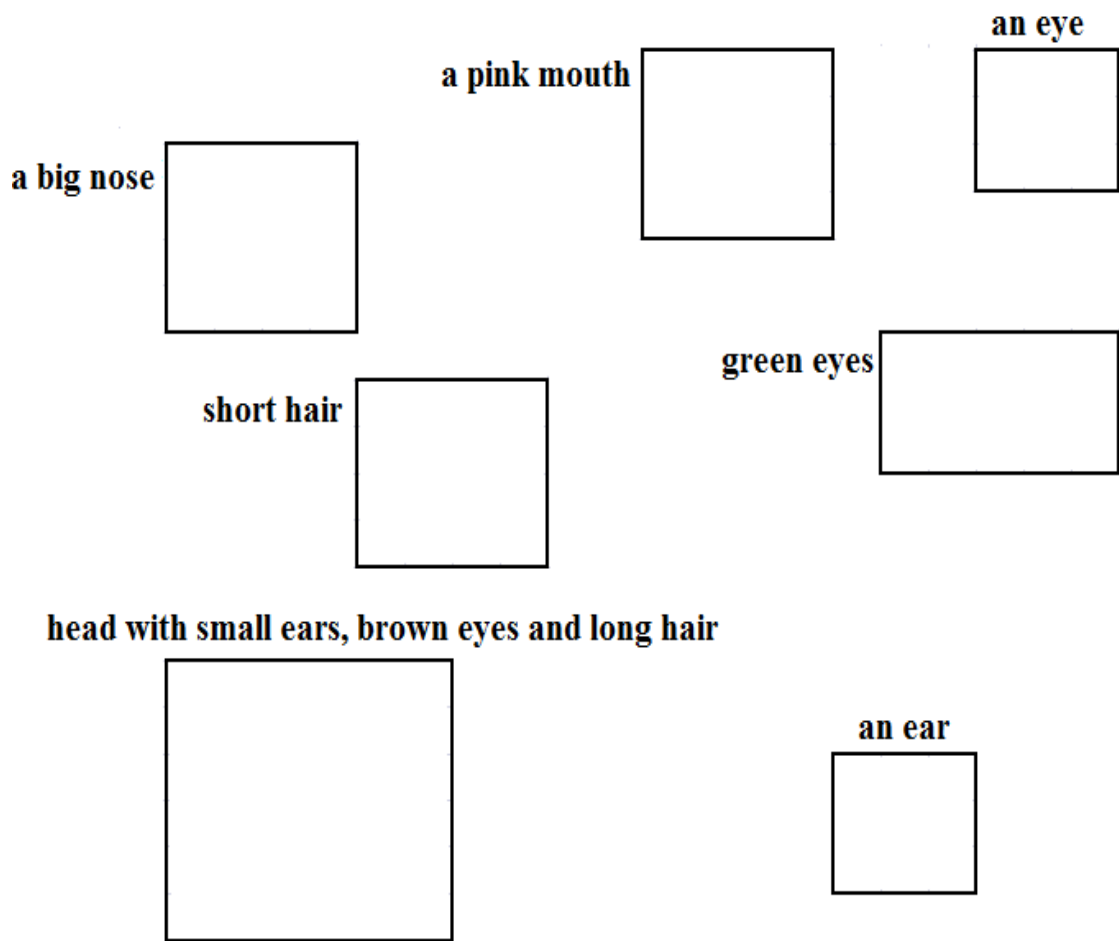 an eye
a pink mouth
a big nose
green eyes
short hair
head with small ears, brown eyes and long hair
an ear